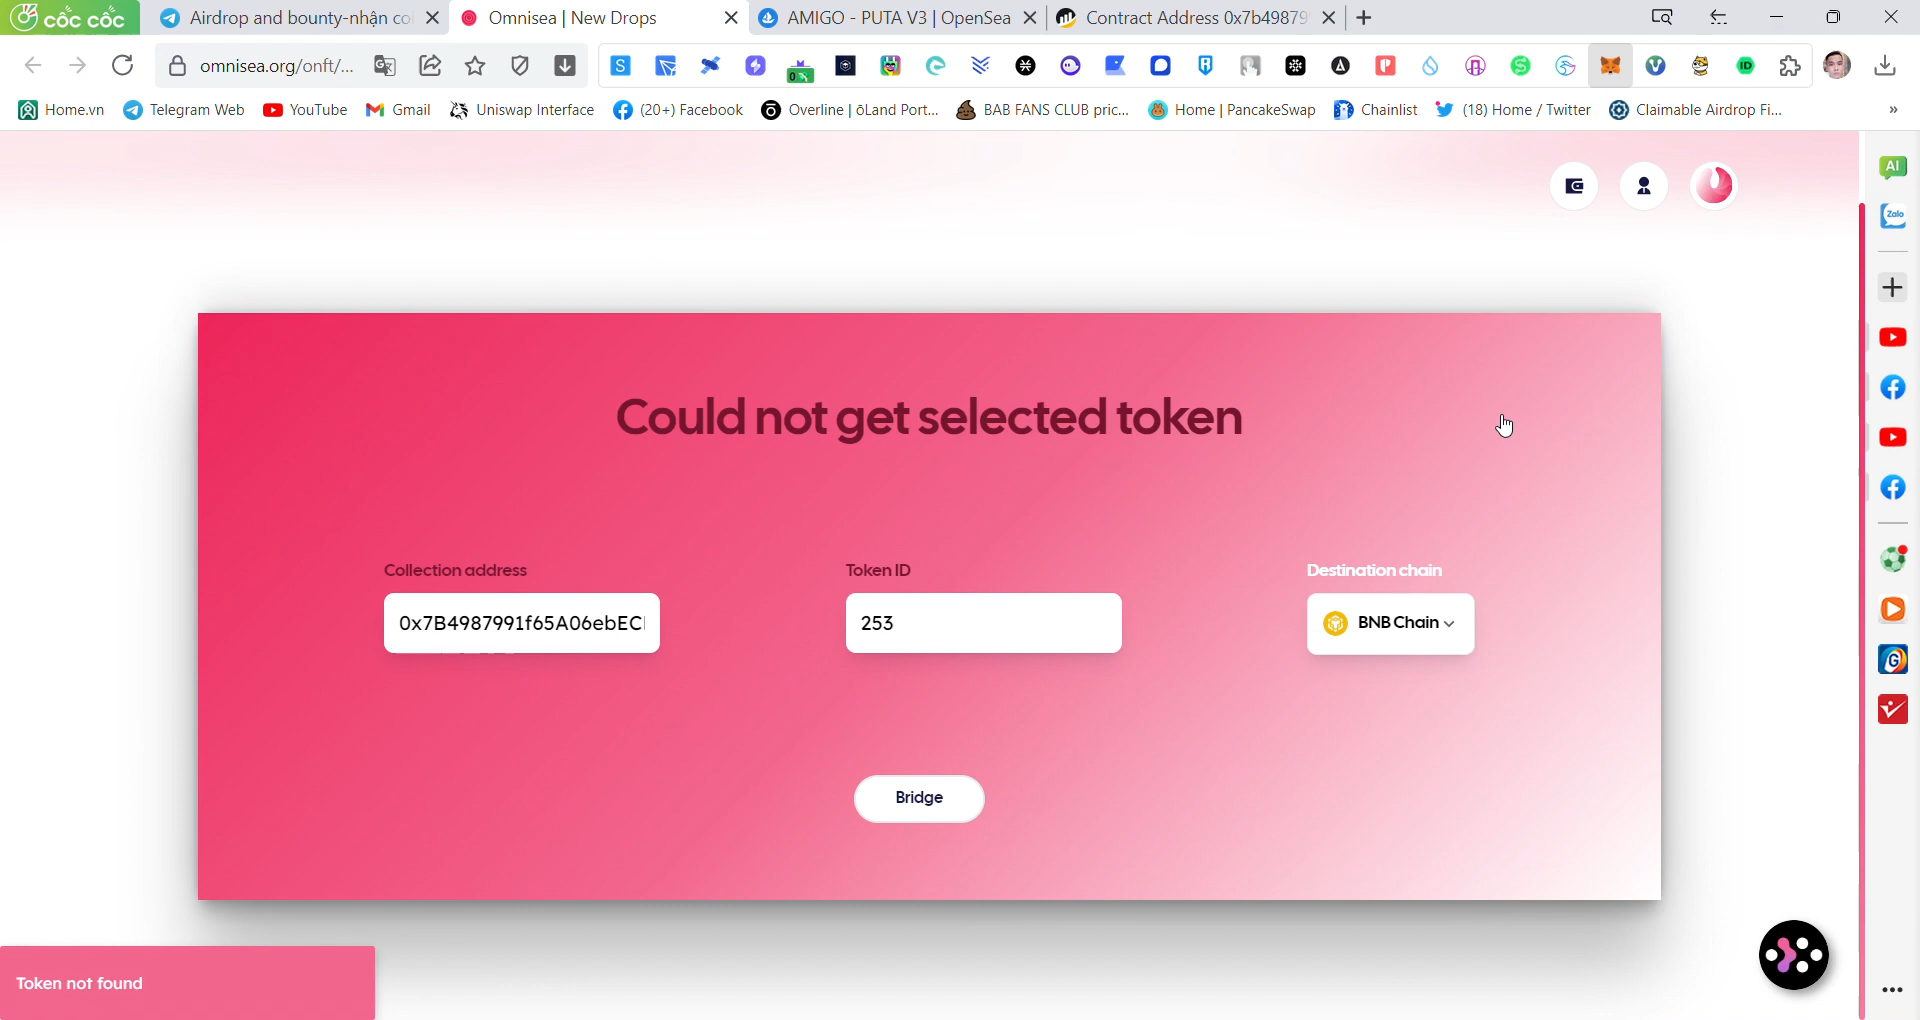 cốc cốc
Airdrop and bounty-nhận co
Omnisea | New Drops
AMIGO - PUTA V3 | OpenSea
Contract Address 0x7b49879
omnisea.org/onft/...
Home.vn
Telegram Web
YouTube
Gmail
Uniswap Interface
(20+) Facebook
Overline | ōLand Port...
BAB FANS CLUB pric...
Home | PancakeSwap
Chainlist
(18) Home / Twitter
Claimable Airdrop Fi...
»
AI
Zalo
Could not get selected token
Collection address
Token ID
Destination chain
0x7B4987991f65A06ebEC
253
BNB Chain
Bridge
Token not found